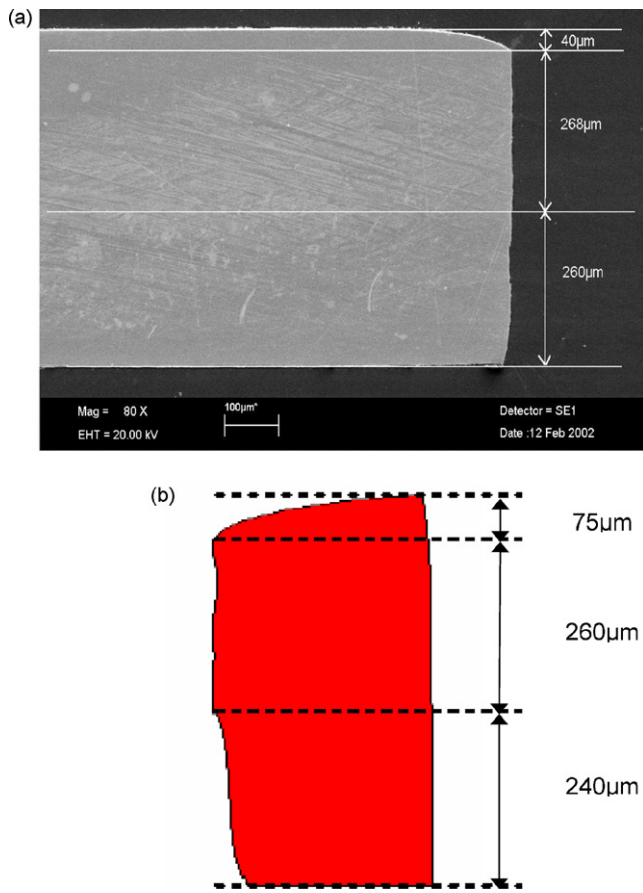 (a)
40µm
268µm
260µm
Mag = 80 X
100µm*
Detector = SE1
EHT = 20.00 kV
Date :12 Feb 2002
(b)
75µm
260µm
240µm